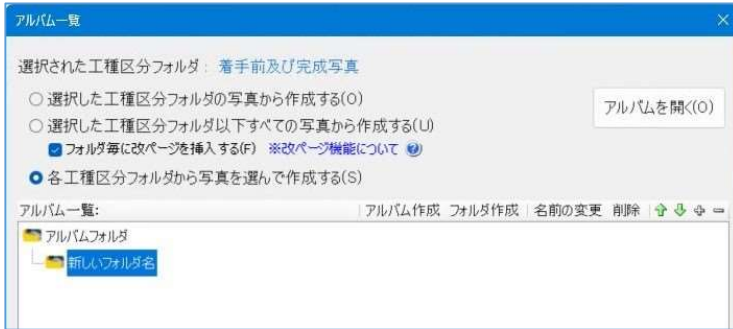 アルバム一覧
選択された工種区分フォルダ： 着手前及び完成写真
選択した工種区分フォルダの写真から作成する(O)
アルバムを開く(O)
選択した工種区分フォルダ以下すべての写真から作成する(U)
フォルダ毎に改ページを挿入する(F) ※改ページ機能について
各工種区分フォルダから写真を選んで作成する(S)
アルバム一覧: アルバム作成 フォルダ作成 名前の変更 削除
アルバムフォルダ
新しいフォルダ名